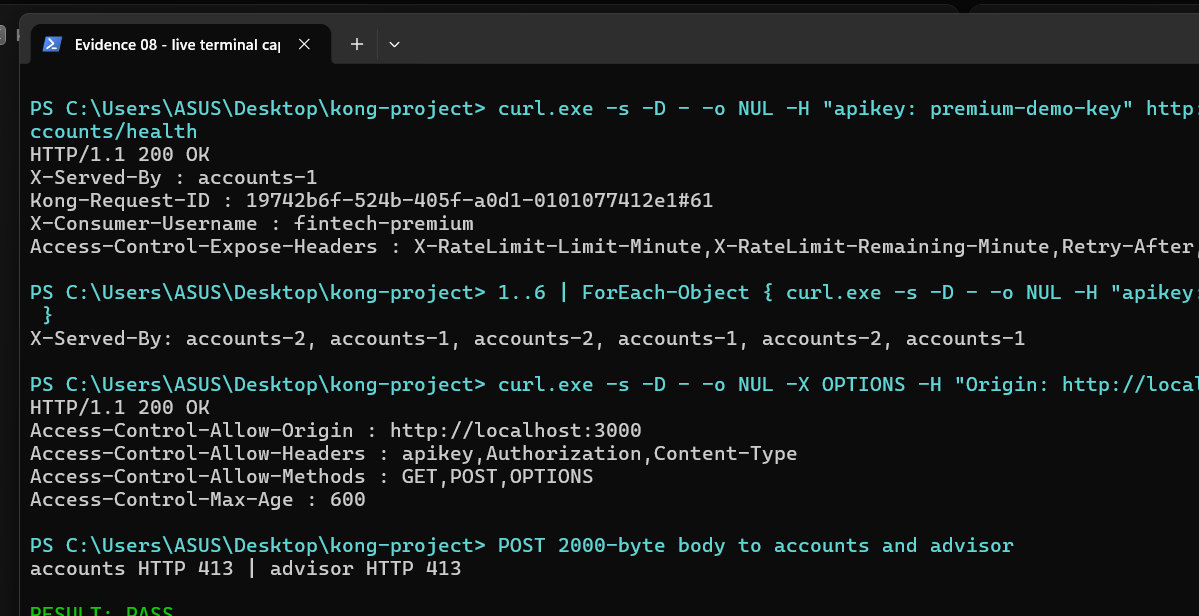 Evidence 08 - live terminal ca
PS C:\Users\ASUS\Desktop\kong-project> curl.exe -s -D - -o NUL -H "apikey: premium-demo-key" http:
ccounts/health
HTTP/1.1 200 OK
X-Served-By : accounts-1
Kong-Request-ID : 19742b6f-524b-405f-a0d1-0101077412e1#61
X-Consumer-Username : fintech-premium
Access-Control-Expose-Headers : X-RateLimit-Limit-Minute,X-RateLimit-Remaining-Minute,Retry-After,
PS C:\Users\ASUS\Desktop\kong-project> 1..6 | ForEach-Object { curl.exe -s -D - -o NUL -H "apikey:
}
X-Served-By: accounts-2, accounts-1, accounts-2, accounts-1, accounts-2, accounts-1
PS C:\Users\ASUS\Desktop\kong-project> curl.exe -s -D - -o NUL -X OPTIONS -H "Origin: http://local
HTTP/1.1 200 OK
Access-Control-Allow-Origin : http://localhost:3000
Access-Control-Allow-Headers : apikey,Authorization,Content-Type
Access-Control-Allow-Methods : GET,POST,OPTIONS
Access-Control-Max-Age : 600
PS C:\Users\ASUS\Desktop\kong-project> POST 2000-byte body to accounts and advisor
accounts HTTP 413 | advisor HTTP 413
RESULT: PASS